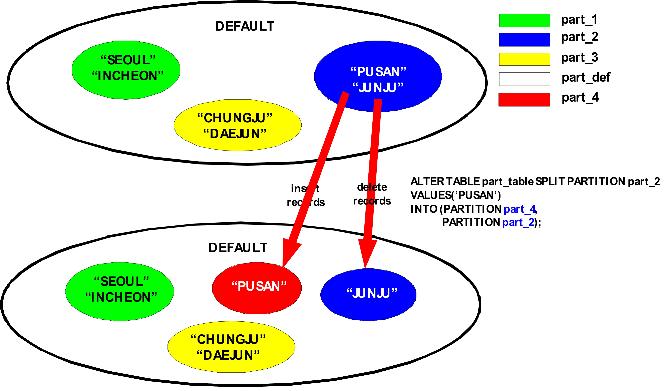 DEFAULT
"SEOUL"
"INCHEON"
"PUSAN"
"JUNJU"
"CHUNGJU"
"DAEJUN"
part_1
part_2
part_3
part_def
part_4
insert
records
delete
records
ALTER TABLE part_table SPLIT PARTITION part_2
VALUES('PUSAN')
INTO (PARTITION part_4,
PARTITION part_2);
DEFAULT
"SEOUL"
"INCHEON"
"PUSAN"
"JUNJU"
"CHUNGJU"
"DAEJUN"